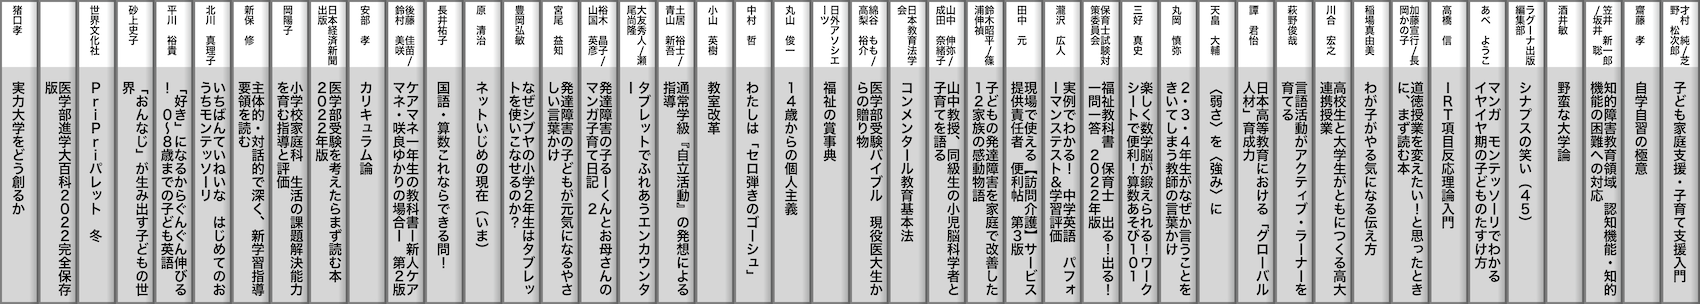 才村 純/芝
野 松次郎
子ども家庭支援・子育て支援入門
齋藤 孝
自学自習の極意
笠井 新一郎
/坂井 聡
知的障害教育領域 認知機能・知的
機能の困難への対応
酒井敏
野蛮な大学論
ラグーナ出版
編集部
シナプスの笑い（４５）
あべ ようこ
マンガ モンテッソーリでわかる
イヤイヤ期の子どものたすけ方
高橋 信
ＩＲＴ項目反応理論入門
加藤宣行/長
岡かの子
道徳授業を変えたい！と思ったとき
に、まず読む本
稲場真由美
わが子がやる気になる伝え方
川合 宏之
高校生と大学生がともにつくる高大
連携授業
萩野俊哉
言語活動がアクティブ・ラーナーを
育てる
譚 君怡
日本高等教育における「グローバル
人材」育成力
天畠 大輔
〈弱さ〉を〈強み〉に
丸岡 慎弥
２・３・４年生がなぜか言うことを
きいてしまう教師の言葉かけ
三好 真史
楽しく数学脳が鍛えられる！ワーク
シートで便利！算数あそび１０１
保育士試験対
策委員会
福祉教科書 保育士 出る！出る！
一問一答 ２０２２年版
瀧沢 広人
実例でわかる！ 中学英語 パフォ
ーマンステスト＆学習評価
田中 元
現場で使える【訪問介護】サービス
提供責任者 便利帖 第３版
鈴木昭平/篠
浦伸禎
子どもの発達障害を家庭で改善した
１２家族の感動物語
山中 伸弥/
成田 奈緒子
山中教授、同級生の小児脳科学者と
子育てを語る
日本教育法学
会
コンメンタール教育基本法
綿谷 もも/
高梨 裕介
医学部受験バイブル 現役医大生か
らの贈り物
日外アソシエ
ーツ
福祉の賞事典
丸山 俊一
１４歳からの個人主義
中村 哲
わたしは「セロ弾きのゴーシュ」
小山 英樹
教室改革
土居 裕士/
青山 新吾
通常学級『自立活動』の発想による
指導
大友秀人/瀬
尾尚隆
タブレットでふれあうエンカウンタ
ー
裕木 晶子/
山国 英彦
発達障害の子るーくんとお母さんの
マンガ子育て日記 ２
宮尾 益知
発達障害の子どもが元気になるやさ
しい言葉かけ
豊岡弘敏
なぜシブヤの小学２年生はタブレッ
トを使いこなせるのか？
原 清治
ネットいじめの現在（いま）
長井祐子
国語・算数これならできる問！
後藤 佳苗/
鈴村 美咲
ケアマネ一年生の教科書ー新人ケア
マネ・咲良ゆかりの場合ー 第２版
安部 孝
カリキュラム論
日本経済新聞
出版
医学部受験を考えたらまず読む本
２０２２年版
岡陽子
小学校家庭科 生活の課題解決能力
を育む指導と評価
新保 修
主体的・対話的で深く、新学習指導
要領を読む
北川 真理子
いちばんていねいな はじめてのお
うちモンテッソーリ
平川 裕貴
「好き」になるからぐんぐん伸びる
！ ０〜８歳までの子ども英語
砂上史子
「おんなじ」が生み出す子どもの世
界
世界文化社
ＰｒｉＰｒｉパレット 冬
医学部進学大百科２０２２完全保存
版
猪口孝
実力大学をどう創るか